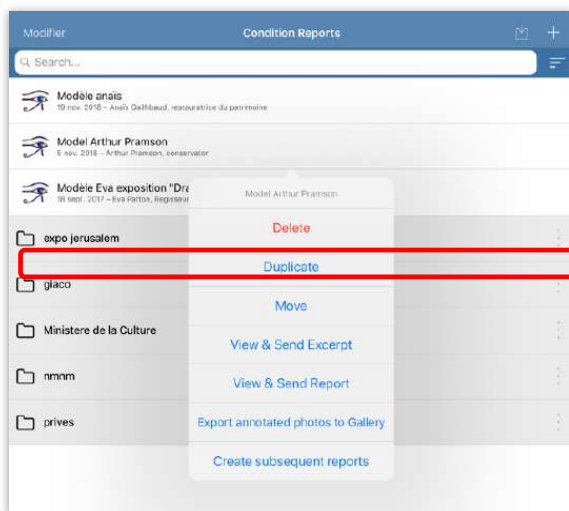 Modifier
Condition Reports
Search...
Modèle anaïs
19 nov. 2018 – Anaïs Gailhbaud, restauratrice du patrimoine
Model Arthur Pramson
5 nov. 2018 – Arthur Pramson, conservator
Modèle Eva exposition "Dra
18 sept. 2017 – Eva Patton, Regisseur
Model Arthur Pramson
Delete
expo jerusalem
Duplicate
giaco
Move
Ministere de la Culture
View & Send Excerpt
nmnm
View & Send Report
prives
Export annotated photos to Gallery
Create subsequent reports